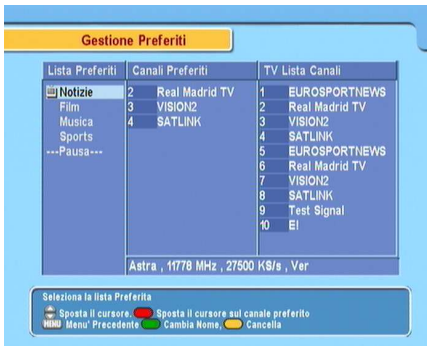 Gestione Preferiti
Lista Preferiti Canali Preferiti TV Lista Canali
Notizie 2 Real Madrid TV 1 EUROSPORTNEWS
Film 3 VISION2 2 Real Madrid TV
Musica 4 SATLINK 3 VISION2
Sports 4 SATLINK
---Pausa--- 5 EUROSPORTNEWS
6 Real Madrid TV
7 VISION2
8 SATLINK
9 Test Signal
10 E!
Astra , 11778 MHz , 27500 KS/s , Ver
Seleziona la lista Preferita
Sposta il cursore, Sposta il cursore sul canale preferito
MENU Menu' Precedente Cambia Nome, Cancella